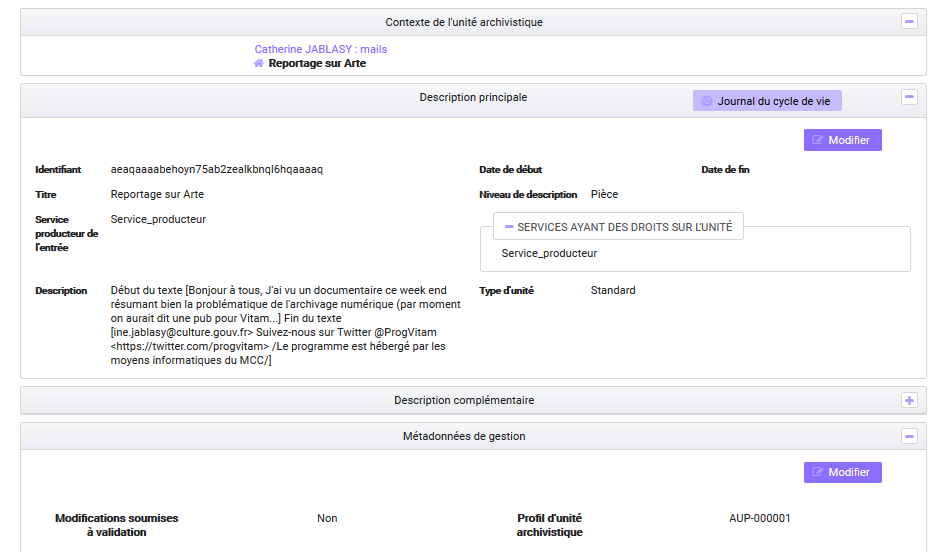 Contexte de l'unité archivistique
Catherine JABLASY : mails
Reportage sur Arte
Description principale
Journal du cycle de vie
Modifier
Identifiant aeaqaaaabehoyn75ab2zealkbnql6hqaaaaq
Date de début
Date de fin
Titre Reportage sur Arte
Niveau de description Pièce
Service
producteur de
l'entrée
Service_producteur
SERVICES AYANT DES DROITS SUR L'UNITÉ
Service_producteur
Description
Début du texte [Bonjour à tous, J'ai vu un documentaire ce week end
résumant bien la problématique de l'archivage numérique (par moment
on aurait dit une pub pour Vitam...] Fin du texte
[ine.jablasy@culture.gouv.fr> Suivez-nous sur Twitter @ProgVitam
<https://twitter.com/progvitam> /Le programme est hébergé par les
moyens informatiques du MCC/]
Type d'unité Standard
Description complémentaire
Métadonnées de gestion
Modifier
Modifications soumises
à validation
Non
Profil d'unité
archivistique
AUP-000001